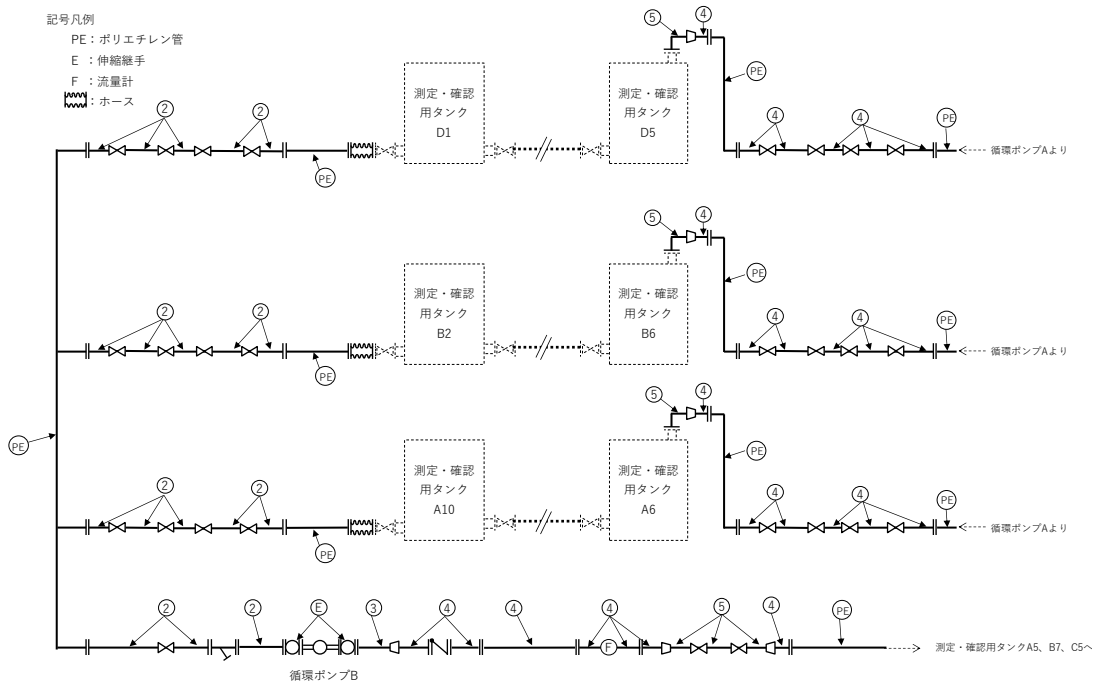 記号凡例
PE：ポリエチレン管
E ：伸縮継手
F ：流量計
：ホース
5
4
PE
2
2
測定・確認
用タンク
D1
測定・確認
用タンク
D5
4
4
PE
循環ポンプAより
PE
5
4
PE
2
2
測定・確認
用タンク
B2
測定・確認
用タンク
B6
4
4
PE
循環ポンプAより
PE
5
4
PE
PE
2
2
測定・確認
用タンク
A10
測定・確認
用タンク
A6
4
4
PE
循環ポンプAより
PE
2
2
E
3
4
4
4
5
4
PE
F
測定・確認用タンクA5、B7、C5へ
循環ポンプB